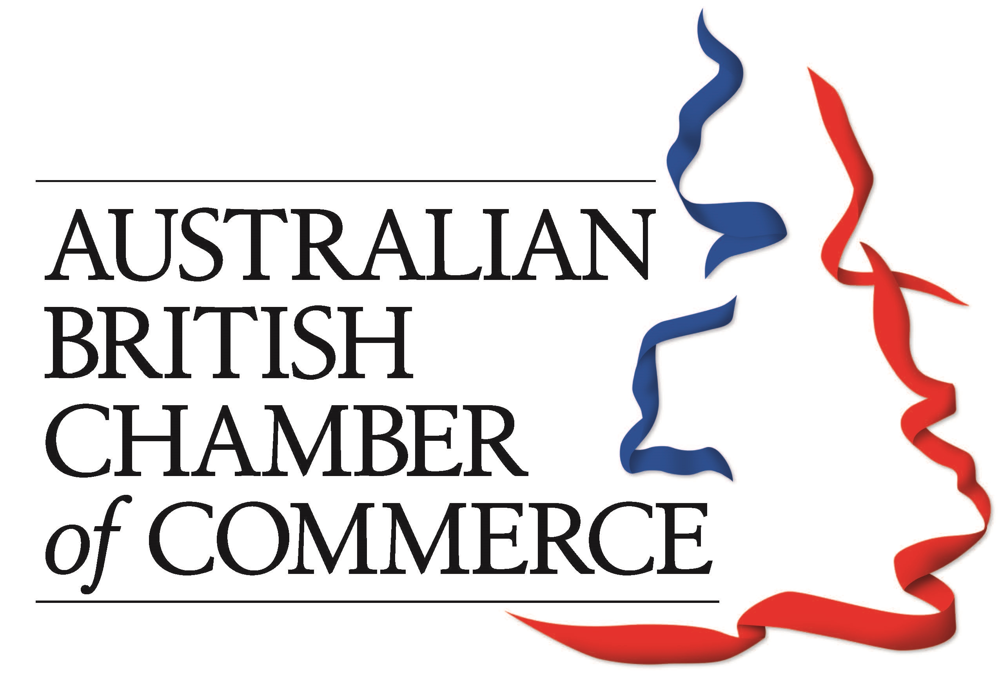 AUSTRALIAN
BRITISH
CHAMBER
of COMMERCE